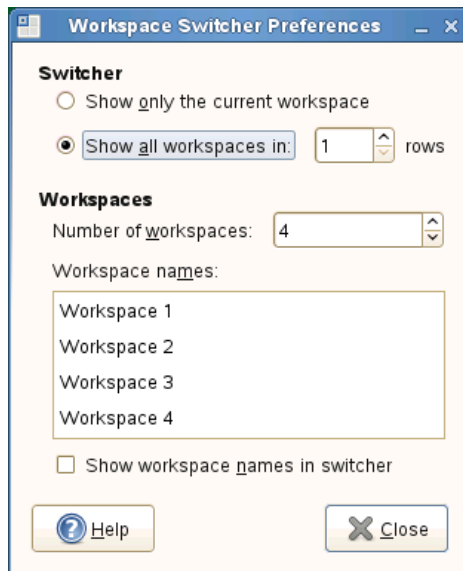 Workspace Switcher Preferences
Switcher
Show only the current workspace
Show all workspaces in: 1 rows
Workspaces
Number of workspaces: 4
Workspace names:
Workspace 1
Workspace 2
Workspace 3
Workspace 4
Show workspace names in switcher
Help Close